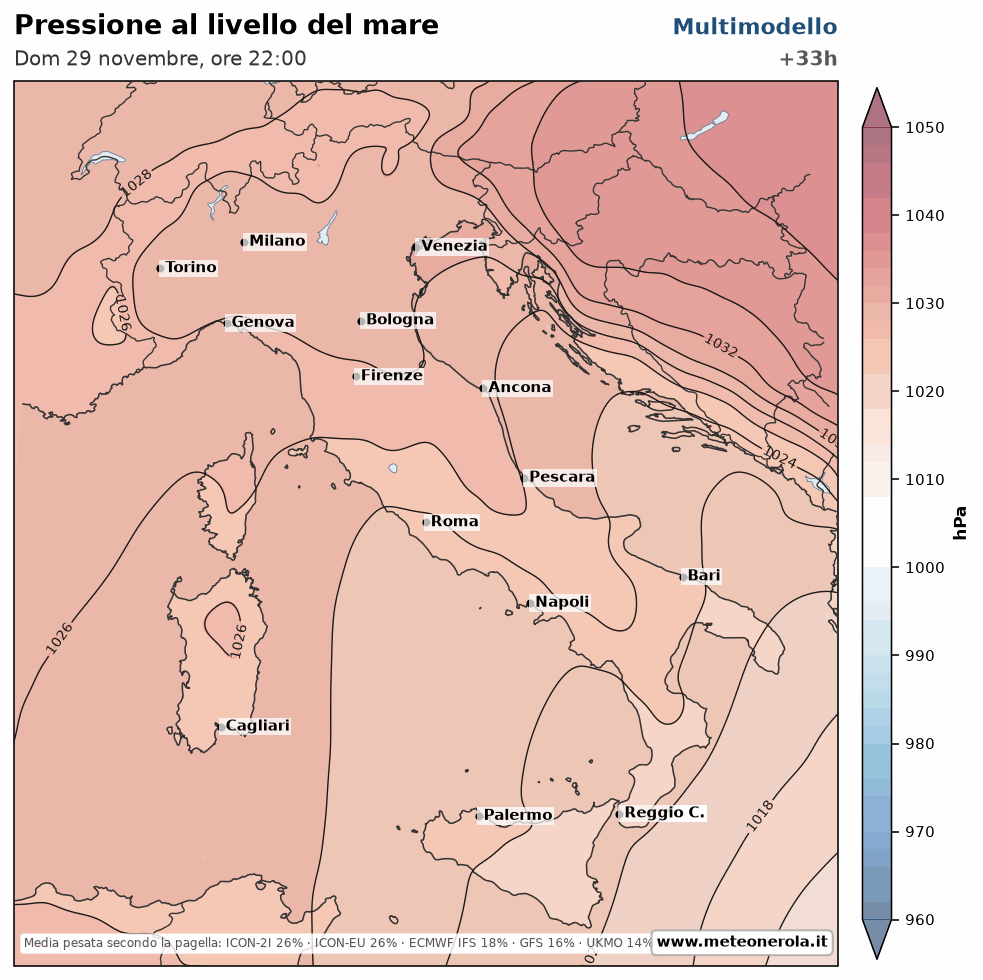 Pressione al livello del mare
Multimodello
Dom 29 novembre, ore 22:00
+33h
1050
1028
1040
Milano
Venezia
Torino
1030
1026
Genova
Bologna
1032
Firenze
Ancona
1020
1024
Pescara
1010
Roma
hPa
1000
Bari
Napoli
1026
1026
990
Cagliari
980
1018
Palermo
Reggio C.
970
960
Media pesata secondo la pagella: ICON-2I 26% · ICON-EU 26% · ECMWF IFS 18% · GFS 16% · UKMO 14%
www.meteonerola.it